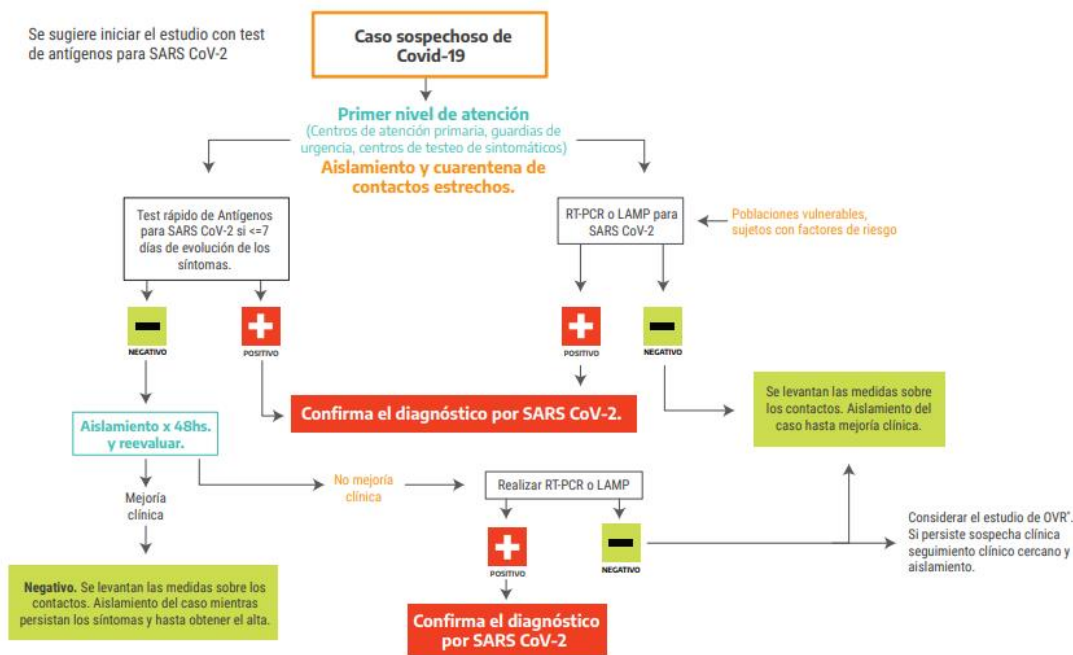 Se sugiere iniciar el estudio con test
de antígenos para SARS CoV-2
Caso sospechoso de
Covid-19
Primer nivel de atención
(Centros de atención primaria, guardias de
urgencia, centros de testeo de sintomáticos)
Aislamiento y cuarentena de
contactos estrechos.
Test rápido de Antígenos
para SARS CoV-2 si <=7
días de evolución de los
síntomas.
RT-PCR o LAMP para
SARS CoV-2
Poblaciones vulnerables,
sujetos con factores de riesgo
NEGATIVO
POSITIVO
POSITIVO
NEGATIVO
Confirma el diagnóstico por SARS CoV-2.
Se levantan las medidas sobre
los contactos. Aislamiento del
caso hasta mejoría clínica.
Aislamiento x 48hs.
y reevaluar.
Mejoría
clínica
No mejoría
clínica
Realizar RT-PCR o LAMP
POSITIVO
NEGATIVO
Considerar el estudio de OVR*.
Si persiste sospecha clínica
seguimiento clínico cercano y
aislamiento.
Negativo. Se levantan las medidas sobre los
contactos. Aislamiento del caso mientras
persistan los síntomas y hasta obtener el alta.
Confirma el diagnóstico
por SARS CoV-2